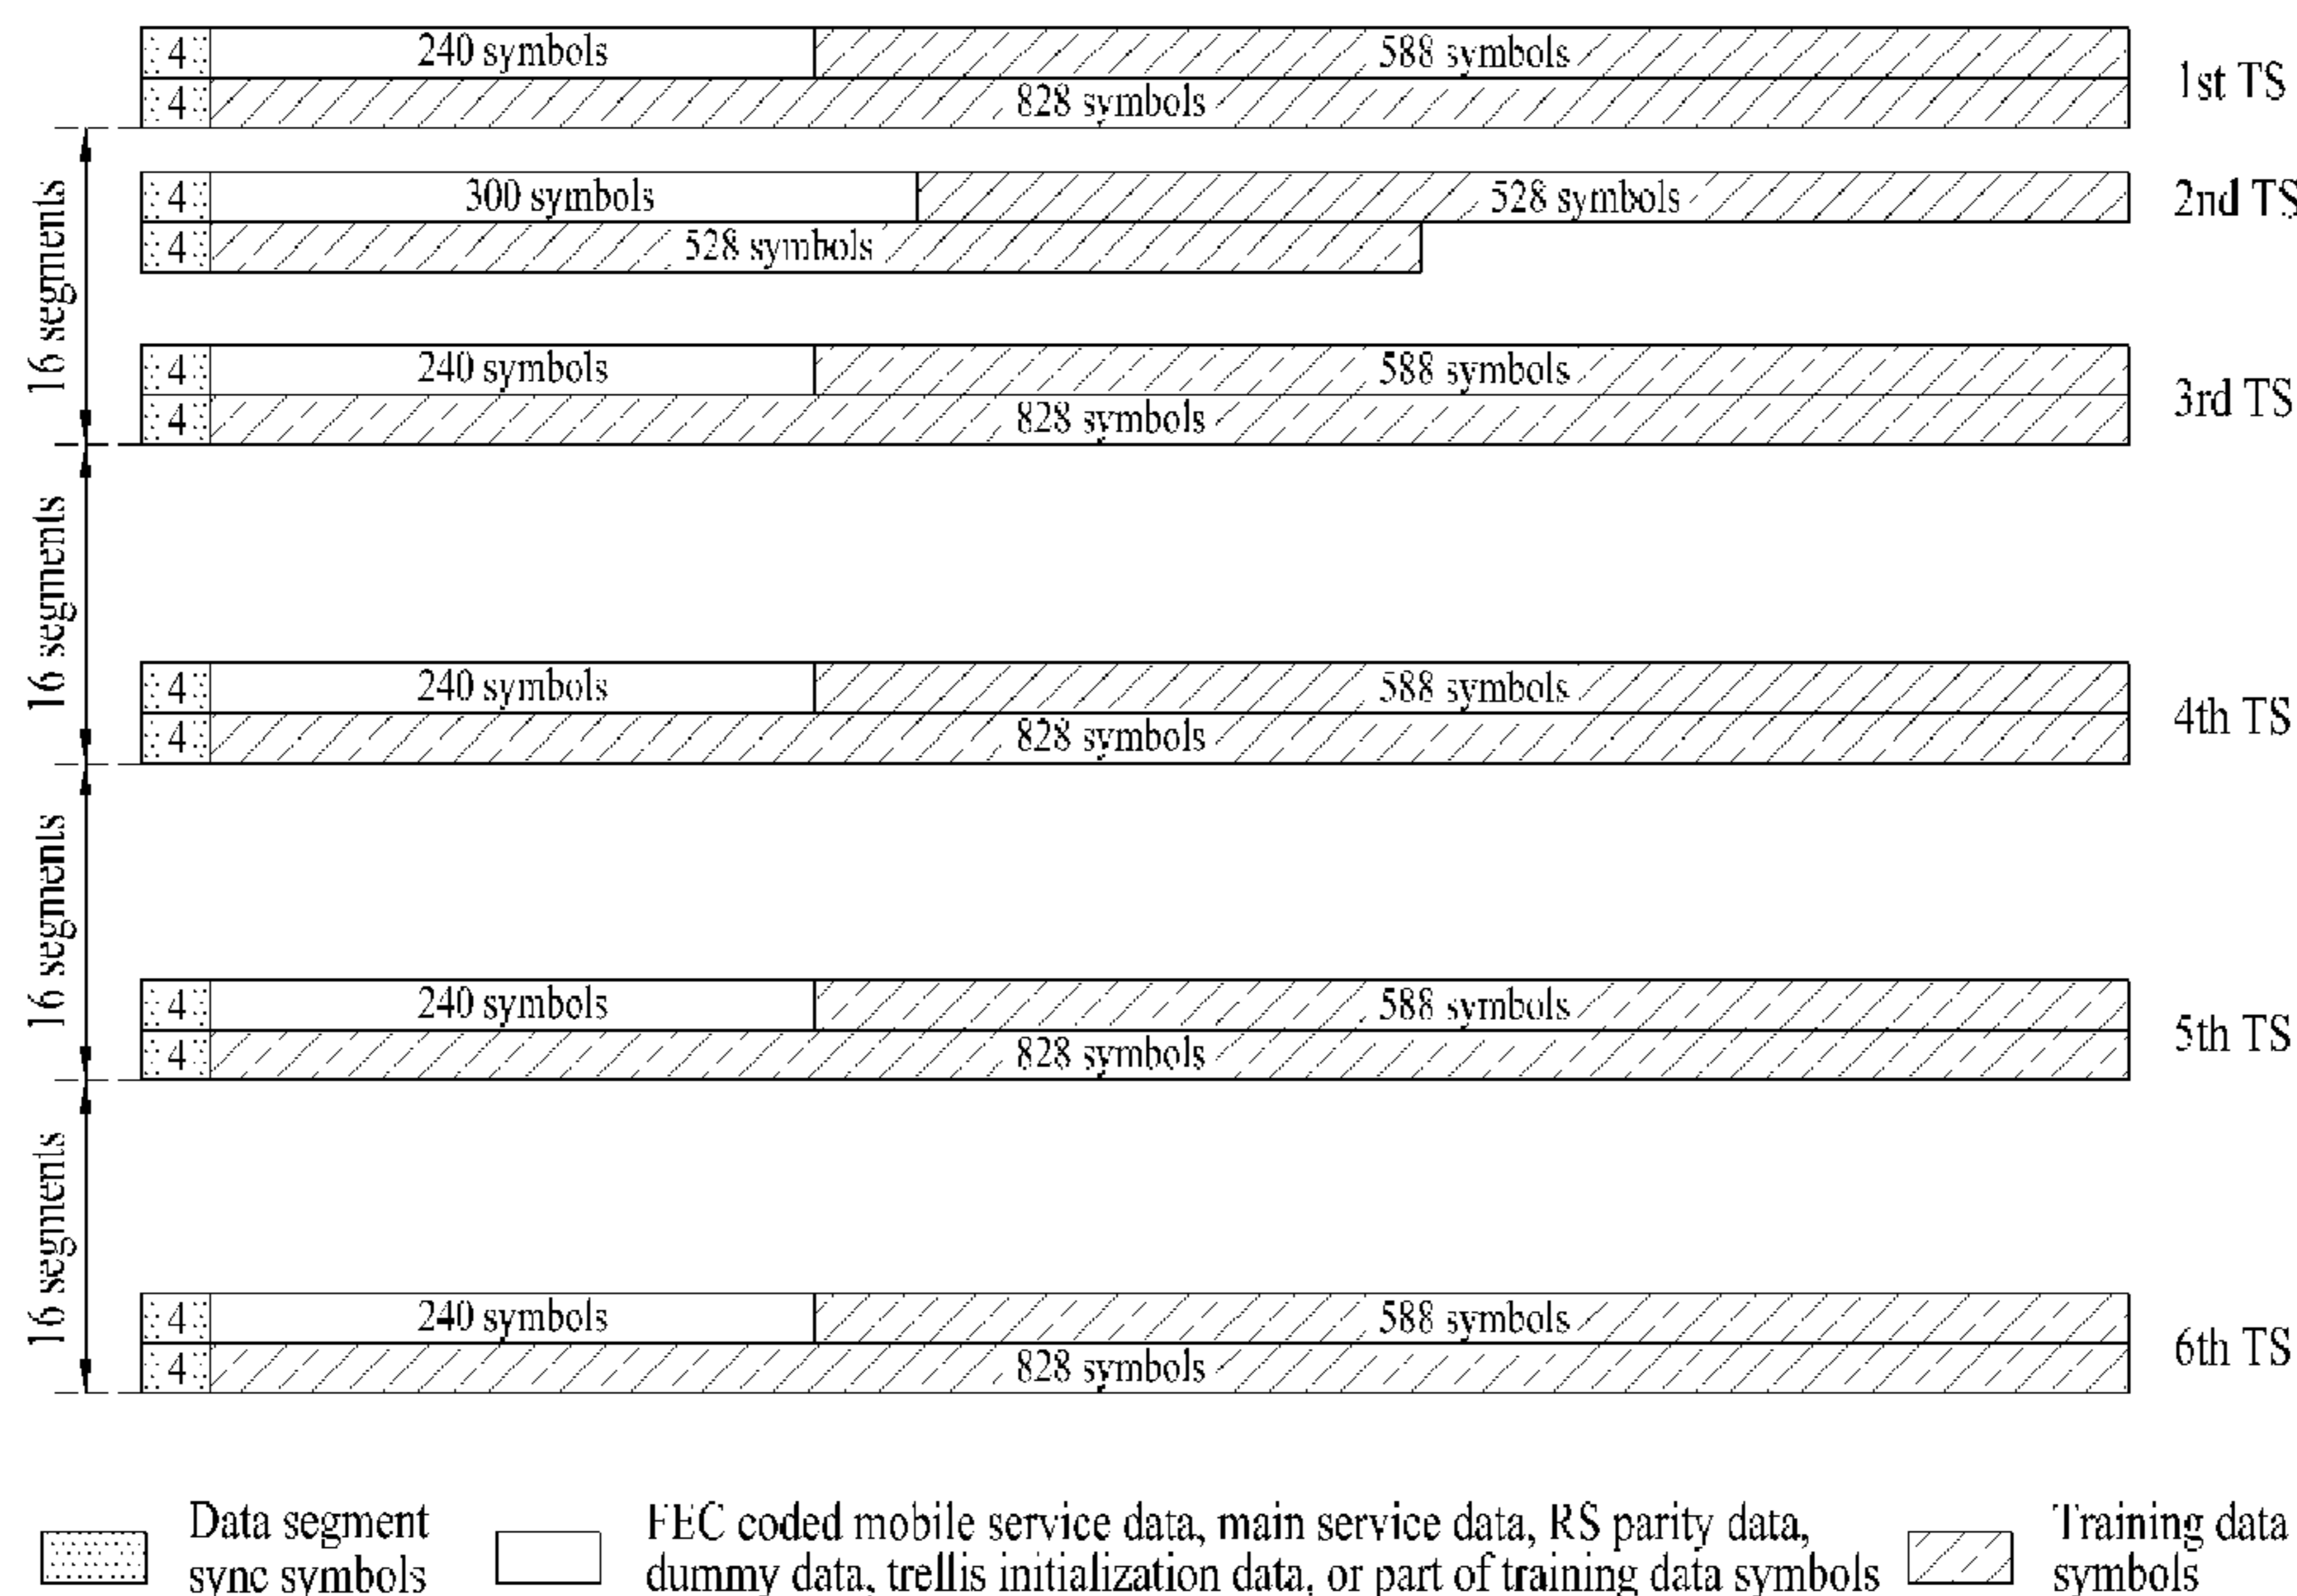 4 240 symbols 588 symbols
1st TS
4 828 symbols
16 segments
4 300 symbols 528 symbols 2nd TS
4 528 symbols
4 240 symbols 588 symbols
3rd TS
4 828 symbols
16 segments
4 240 symbols 588 symbols
4th TS
4 828 symbols
16 segments
4 240 symbols 588 symbols
5th TS
4 828 symbols
16 segments
4 240 symbols 588 symbols
6th TS
4 828 symbols
Data segment
sync symbols
FEC coded mobile service data, main service data, RS parity data,
dummy data, trellis initialization data, or part of training data symbols
Training data
symbols